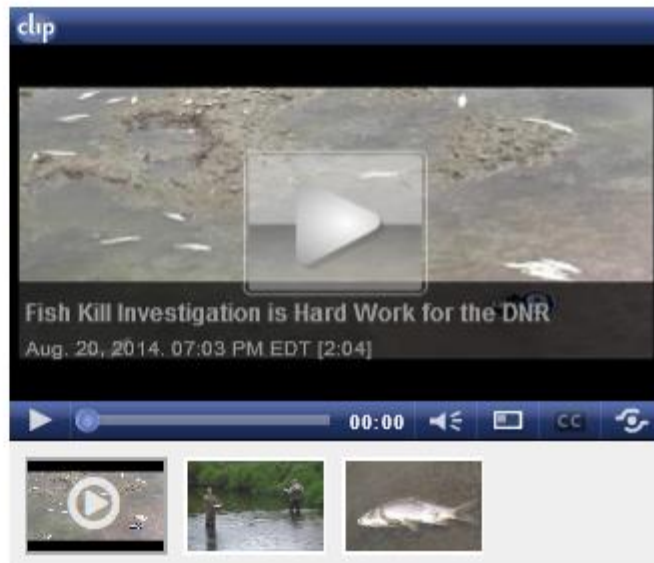 clip
Fish Kill Investigation is Hard Work for the DNR
Aug. 20, 2014. 07:03 PM EDT [2:04]
00:00
CC